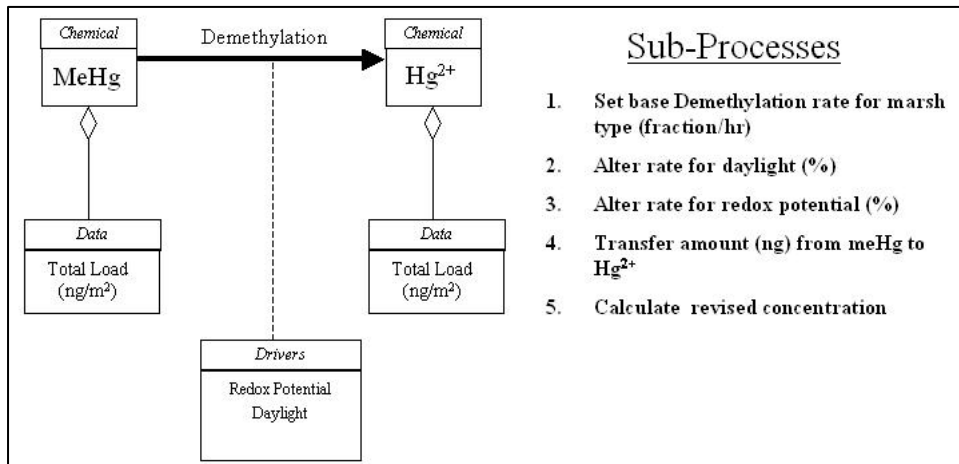 Chemical
MeHg
Demethylation
Chemical
Hg²⁺
Data
Total Load
(ng/m²)
Data
Total Load
(ng/m²)
Drivers
Redox Potential
Daylight
Sub-Processes
1. Set base Demethylation rate for marsh
type (fraction/hr)
2. Alter rate for daylight (%)
3. Alter rate for redox potential (%)
4. Transfer amount (ng) from meHg to
Hg²⁺
5. Calculate revised concentration